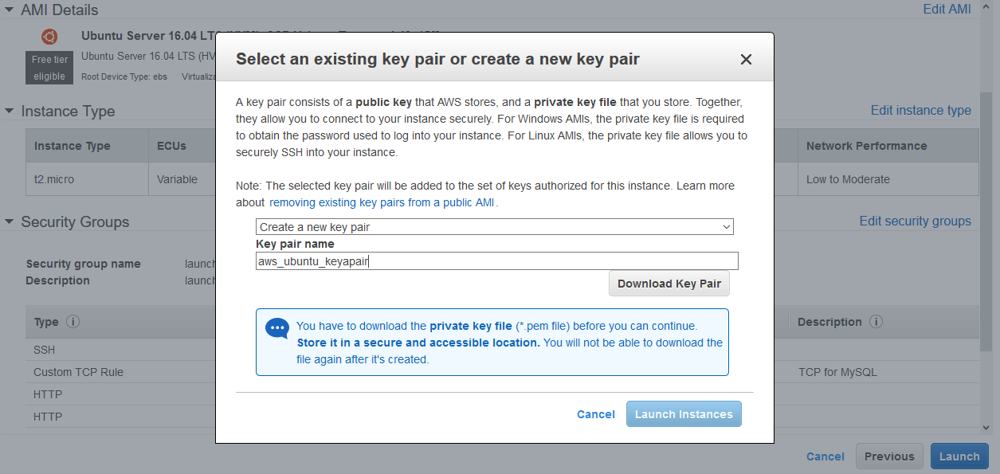 AMI Details
Edit AMI
Ubuntu Server 16.04 LTS
Free tier eligible
Ubuntu Server 16.04 LTS (HV
Root Device Type: ebs Virtualiza
Instance Type
Edit instance type
Instance Type ECUs Network Performance
t2.micro Variable Low to Moderate
Security Groups
Edit security groups
Security group name launch
Description launch
Type i Description i
SSH
Custom TCP Rule TCP for MySQL
HTTP
HTTP
Cancel Previous Launch
Select an existing key pair or create a new key pair
A key pair consists of a public key that AWS stores, and a private key file that you store. Together,
they allow you to connect to your instance securely. For Windows AMIs, the private key file is required
to obtain the password used to log into your instance. For Linux AMIs, the private key file allows you to
securely SSH into your instance.
Note: The selected key pair will be added to the set of keys authorized for this instance. Learn more
about removing existing key pairs from a public AMI.
Create a new key pair
Key pair name
aws_ubuntu_keyapair
Download Key Pair
You have to download the private key file (*.pem file) before you can continue.
Store it in a secure and accessible location. You will not be able to download the
file again after it's created.
Cancel Launch Instances